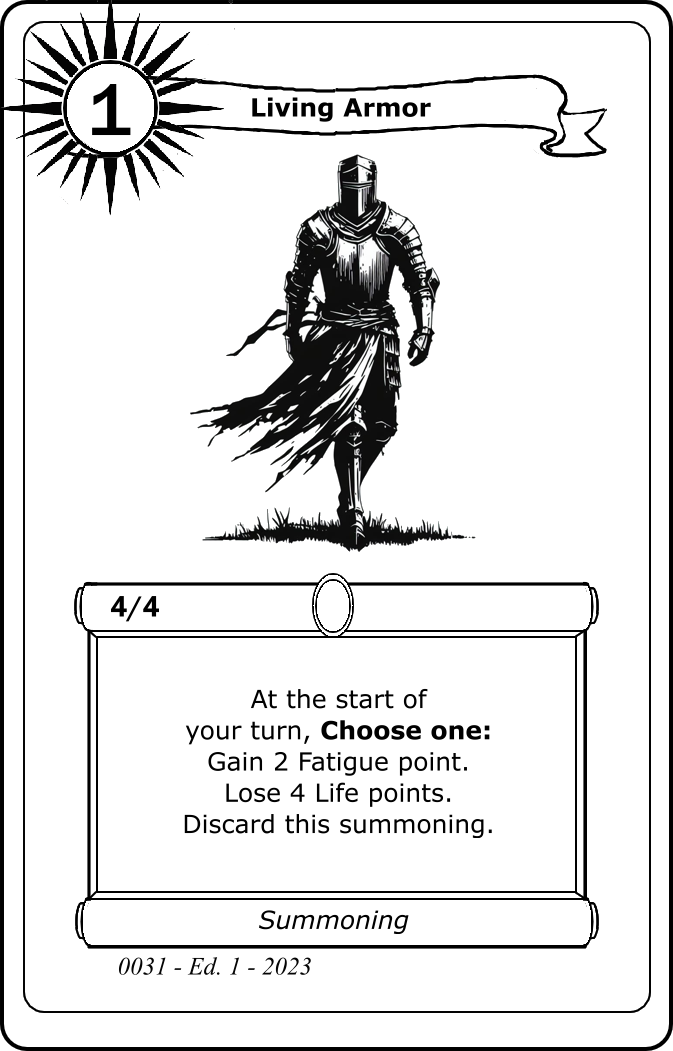 1
Living Armor
4/4
At the start of
your turn, Choose one:
Gain 2 Fatigue point.
Lose 4 Life points.
Discard this summoning.
Summoning
0031 - Ed. 1 - 2023